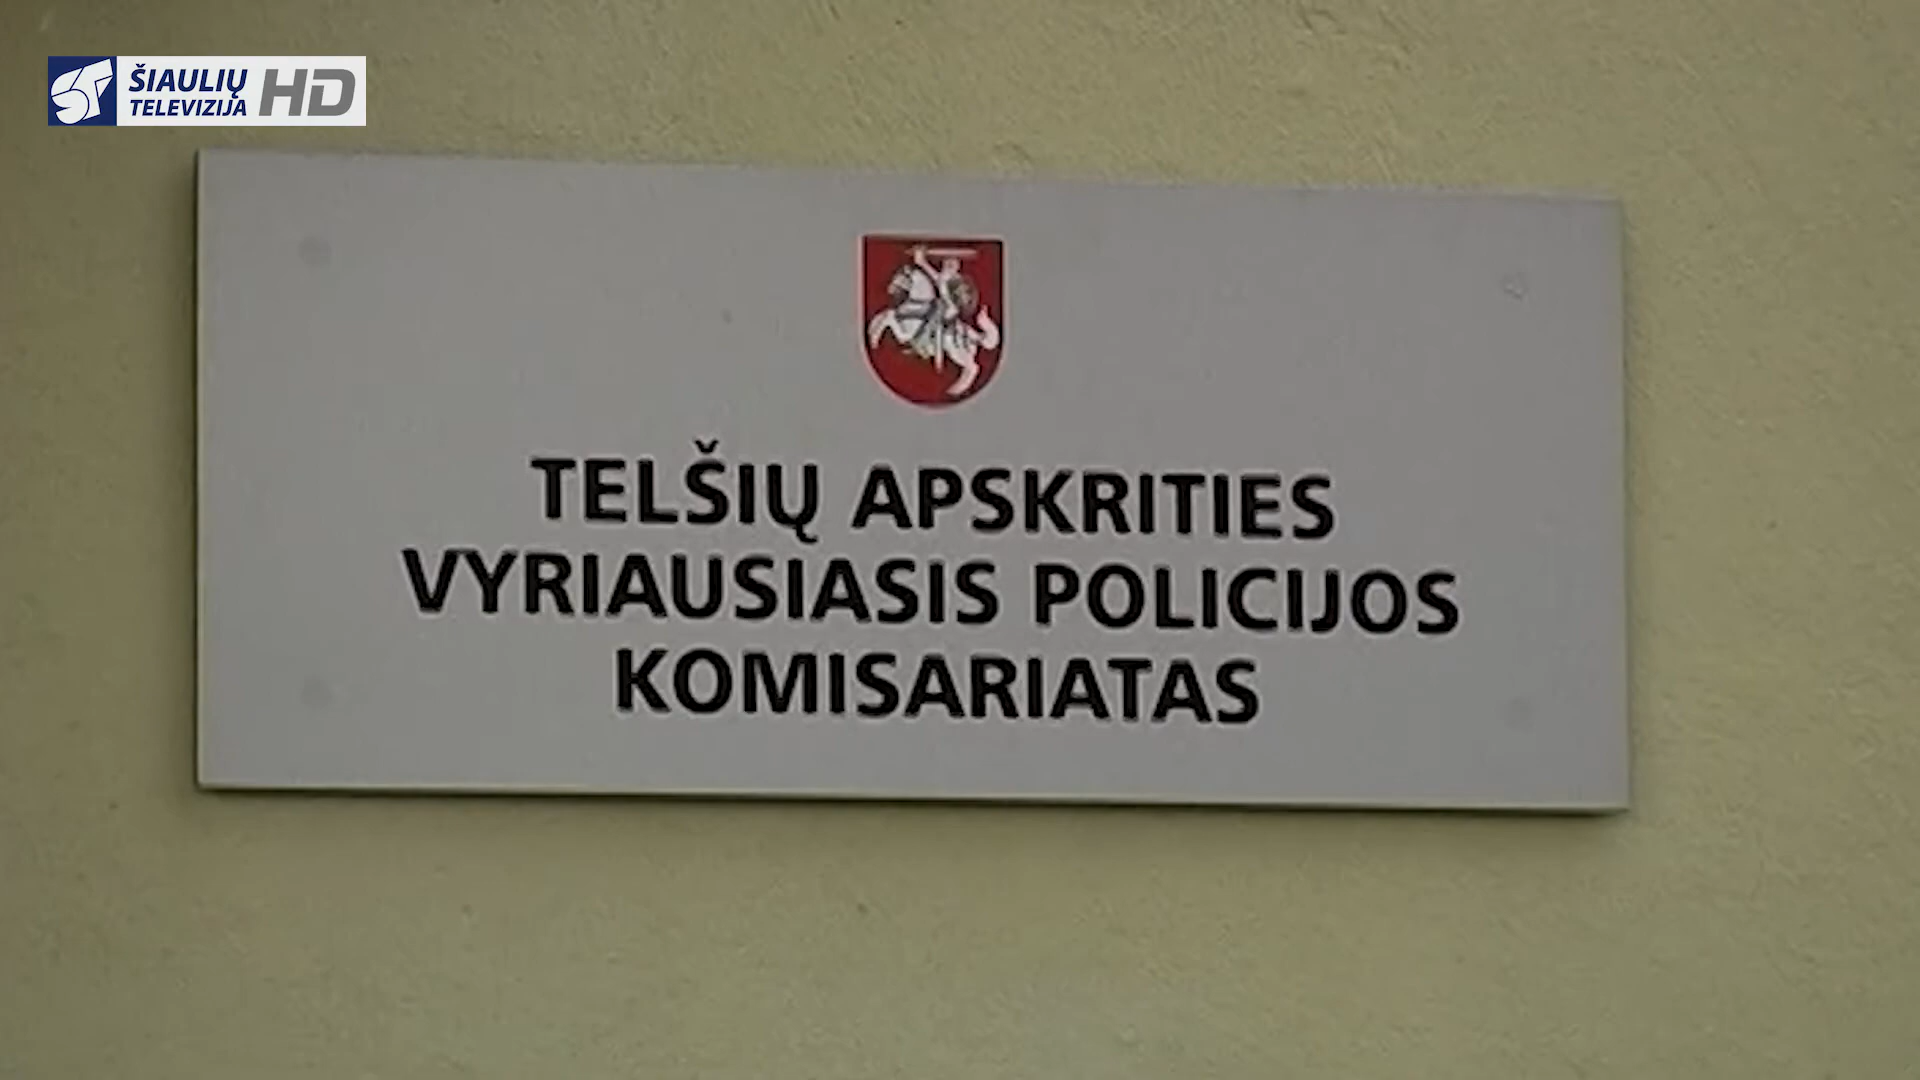 ŠIAULIŲ
TELEVIZIJA HD
TELŠIŲ APSKRITIES
VYRIAUSIASIS POLICIJOS
KOMISARIATAS